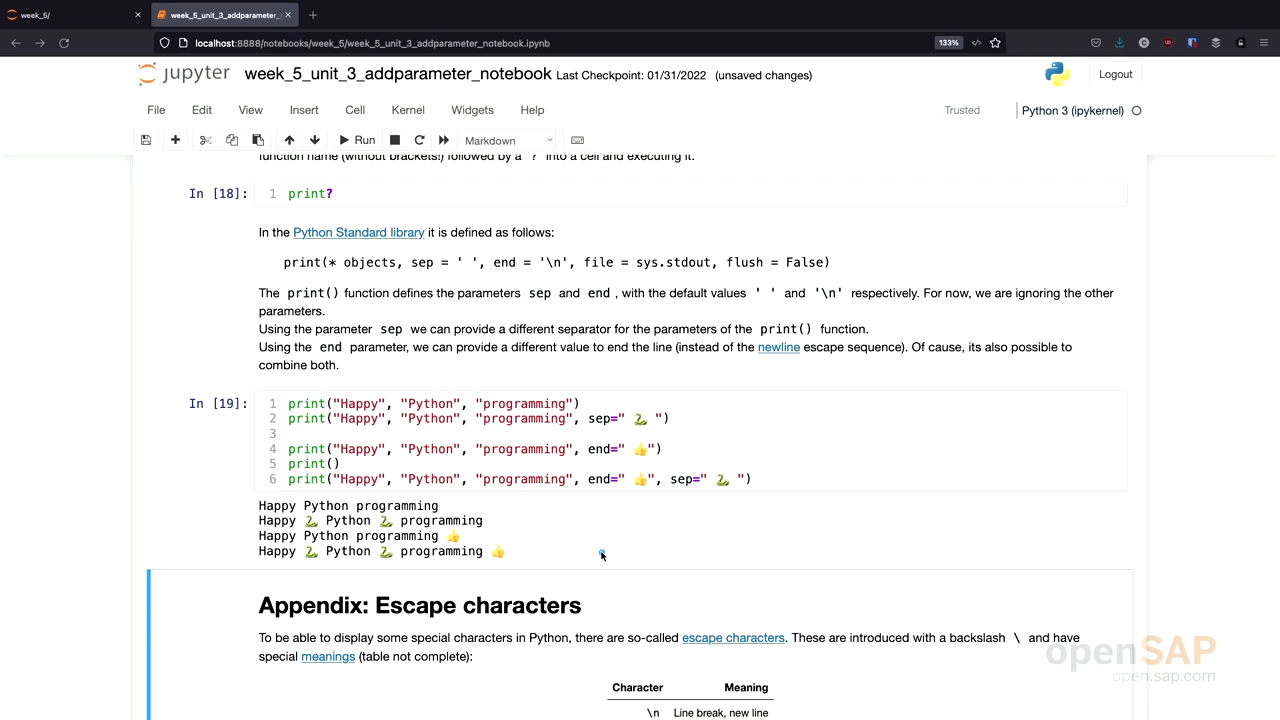 week_5/
week_5_unit_3_addparameter_
localhost:8888/notebooks/week_5/week_5_unit_3_addparameter_notebook.ipynb
133%
jupyter week_5_unit_3_addparameter_notebook Last Checkpoint: 01/31/2022 (unsaved changes)
Logout
File Edit View Insert Cell Kernel Widgets Help
Trusted
Python 3 (ipykernel)
Run
Markdown
function name (without brackets!) followed by a ? into a cell and executing it.
In [18]: 1 print?
In the Python Standard library it is defined as follows:
print(* objects, sep = ' ', end = '\n', file = sys.stdout, flush = False)
The print() function defines the parameters sep and end , with the default values ' ' and '\n' respectively. For now, we are ignoring the other
parameters.
Using the parameter sep we can provide a different separator for the parameters of the print() function.
Using the end parameter, we can provide a different value to end the line (instead of the newline escape sequence). Of cause, its also possible to
combine both.
In [19]: 1 print("Happy", "Python", "programming")
2 print("Happy", "Python", "programming", sep=" 🐍 ")
3
4 print("Happy", "Python", "programming", end=" 👍")
5 print()
6 print("Happy", "Python", "programming", end=" 👍", sep=" 🐍 ")
Happy Python programming
Happy 🐍 Python 🐍 programming
Happy Python programming 👍
Happy 🐍 Python 🐍 programming 👍
Appendix: Escape characters
To be able to display some special characters in Python, there are so-called escape characters. These are introduced with a backslash \ and have
special meanings (table not complete):
openSAP
open.sap.com
Character Meaning
\n Line break, new line